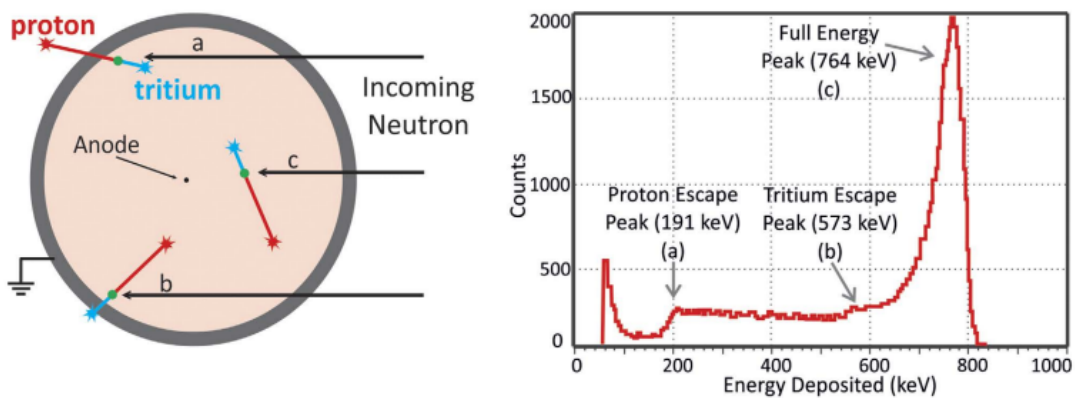 proton
a
tritium
Incoming
Neutron
Anode
c
b
2000
1500
1000
500
0
Counts
Full Energy
Peak (764 keV)
(c)
Proton Escape
Peak (191 keV)
(a)
Tritium Escape
Peak (573 keV)
(b)
0 200 400 600 800 1000
Energy Deposited (keV)